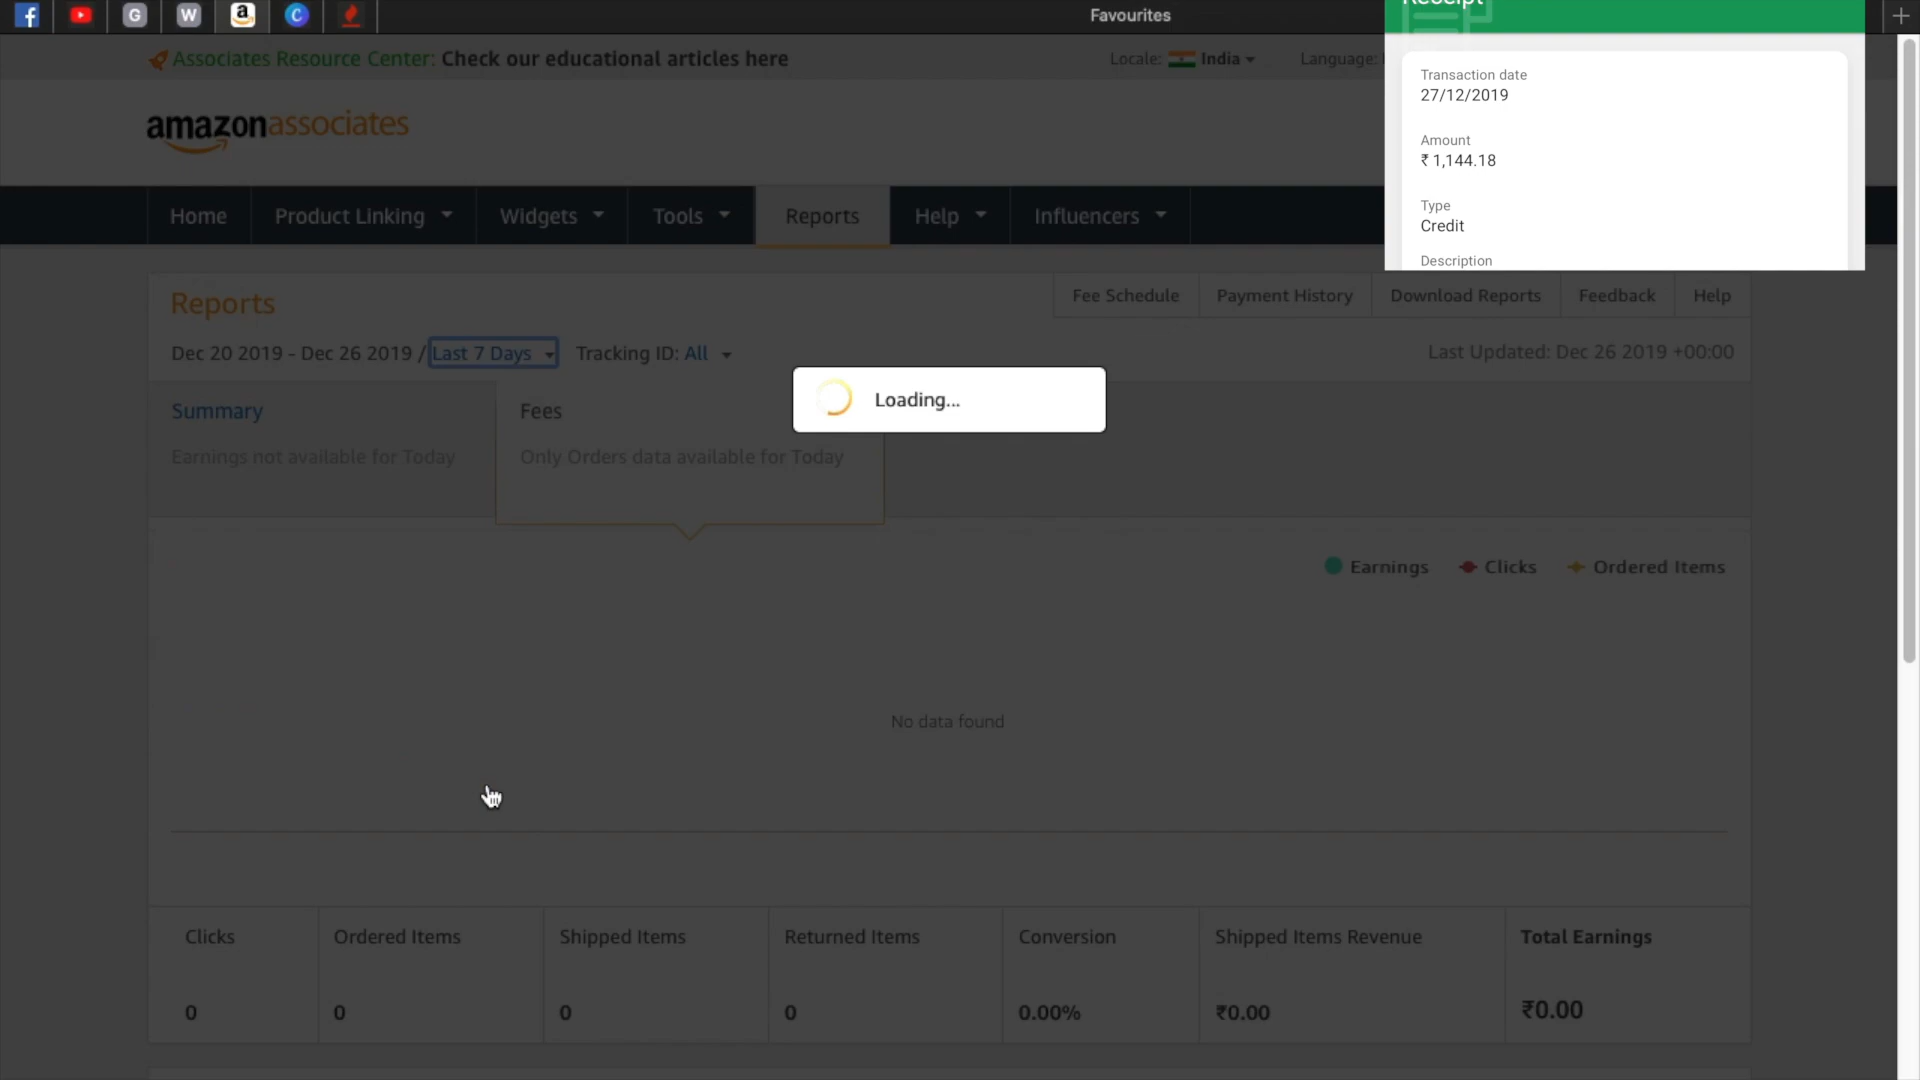 f
G
W
a
C
Favourites
Receipt
Associates Resource Center: Check our educational articles here
Locale: India
Language:
Transaction date
27/12/2019
Amount
₹ 1,144.18
Type
Credit
Description
amazonassociates
Home
Product Linking
Widgets
Tools
Reports
Help
Influencers
Reports
Fee Schedule
Payment History
Download Reports
Feedback
Help
Dec 20 2019 - Dec 26 2019 / Last 7 Days
Tracking ID: All
Last Updated: Dec 26 2019 +00:00
Loading...
Summary
Fees
Earnings not available for Today
Only Orders data available for Today
Earnings
Clicks
Ordered Items
No data found
Clicks
Ordered Items
Shipped Items
Returned Items
Conversion
Shipped Items Revenue
Total Earnings
0
0
0
0
0.00%
₹0.00
₹0.00